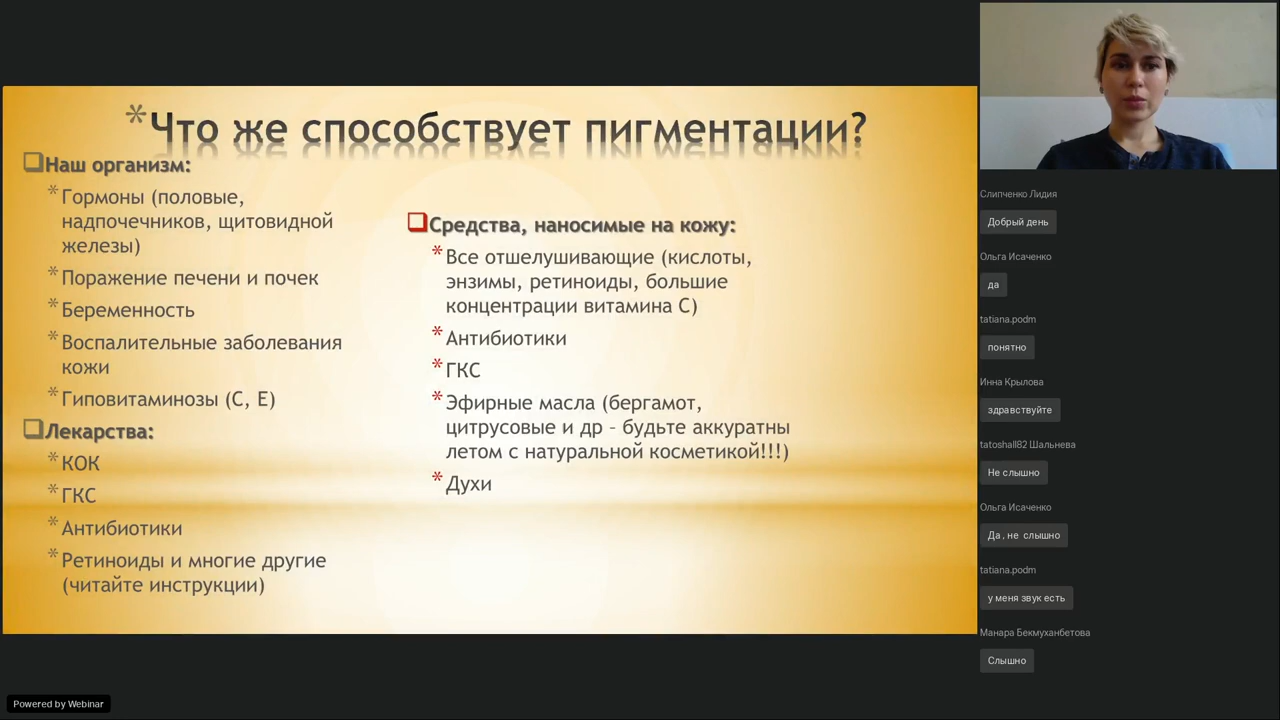 *Что же способствует пигментации?
Наш организм:
* Гормоны (половые,
надпочечников, щитовидной
железы)
* Поражение печени и почек
* Беременность
* Воспалительные заболевания
кожи
* Гиповитаминозы (С, Е)
Лекарства:
* КОК
* ГКС
* Антибиотики
* Ретиноиды и многие другие
(читайте инструкции)
Средства, наносимые на кожу:
* Все отшелушивающие (кислоты,
энзимы, ретиноиды, большие
концентрации витамина С)
* Антибиотики
* ГКС
* Эфирные масла (бергамот,
цитрусовые и др – будьте аккуратны
летом с натуральной косметикой!!!)
* Духи
Слипченко Лидия
Добрый день
Ольга Исаченко
да
tatiana.podm
понятно
Инна Крылова
здравствуйте
tatoshall82 Шальнева
Не слышно
Ольга Исаченко
Да , не слышно
tatiana.podm
у меня звук есть
Манара Бекмуханбетова
Слышно
Powered by Webinar